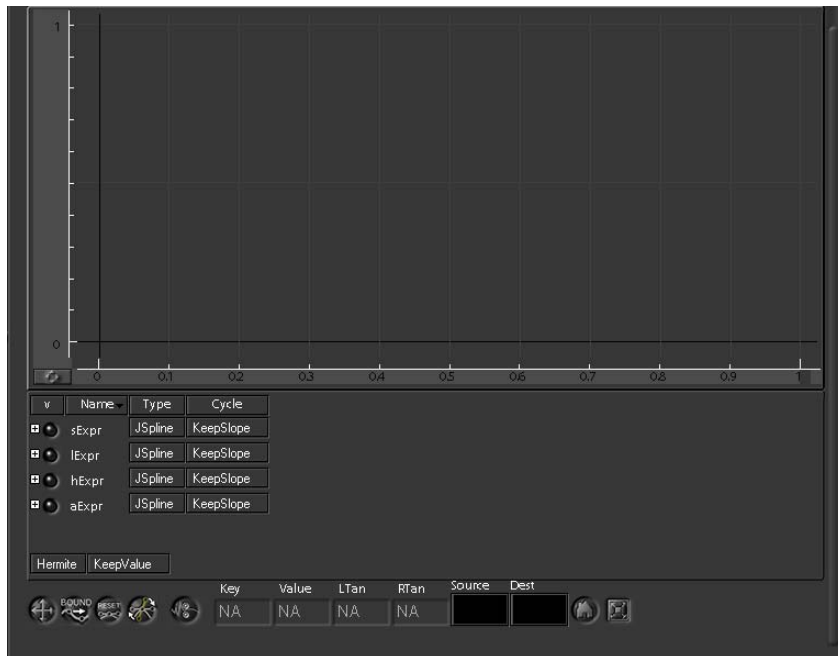 1
0
0 0.1 0.2 0.3 0.4 0.5 0.6 0.7 0.8 0.9 1
v Name Type Cycle
sExpr JSpline KeepSlope
lExpr JSpline KeepSlope
hExpr JSpline KeepSlope
aExpr JSpline KeepSlope
Hermite KeepValue
Key Value LTan RTan Source Dest
BOUND RESET NA NA NA NA